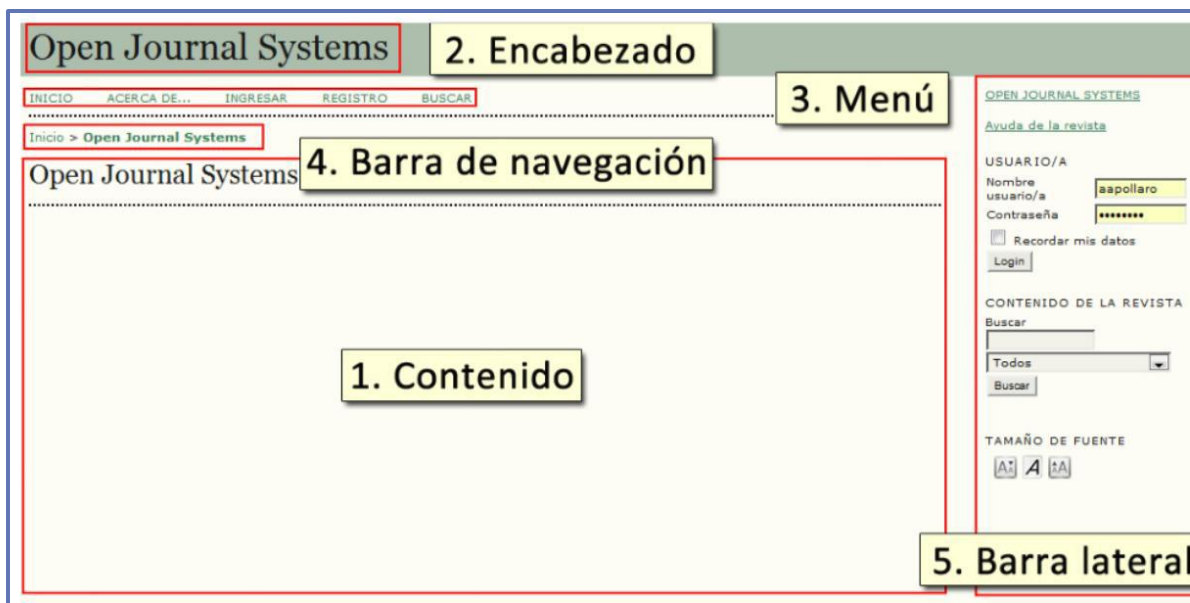 Open Journal Systems
2. Encabezado
INICIO ACERCA DE... INGRESAR REGISTRO BUSCAR
3. Menú
Inicio > Open Journal Systems
4. Barra de navegación
Open Journal Systems
1. Contenido
OPEN JOURNAL SYSTEMS
Ayuda de la revista
USUARIO/A
Nombre
usuario/a
aapollaro
Contraseña ••••••••
Recordar mis datos
Login
CONTENIDO DE LA REVISTA
Buscar
Todos
Buscar
TAMAÑO DE FUENTE
A A A
5. Barra lateral